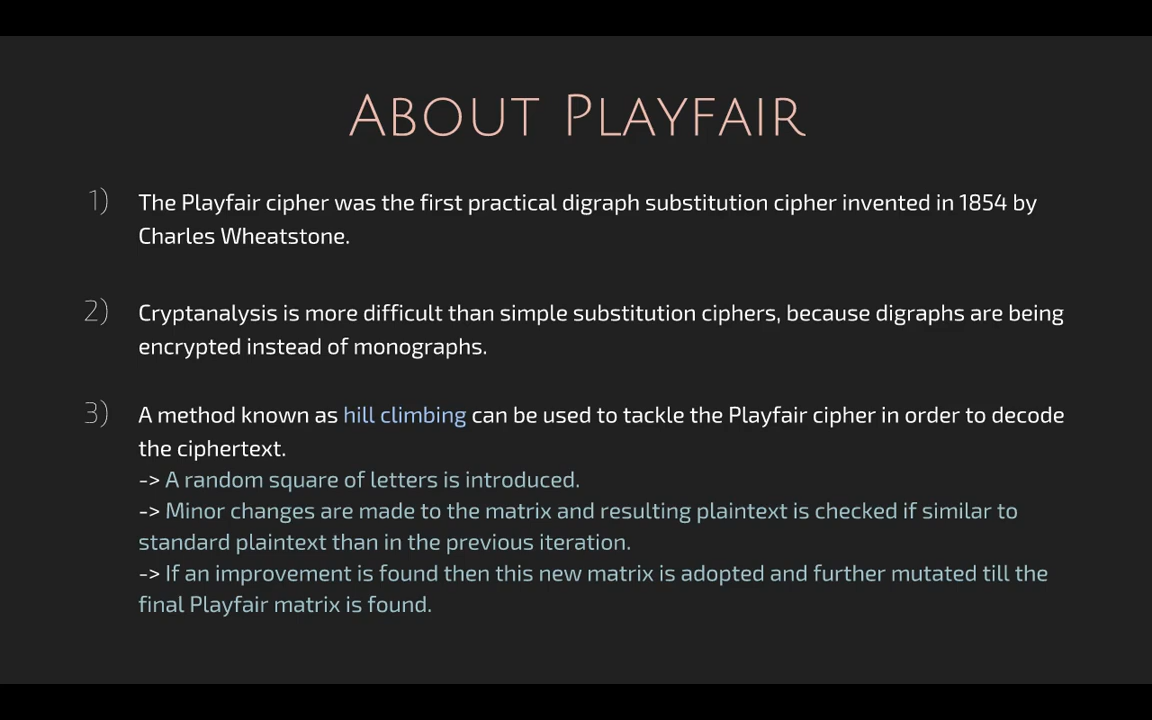 About Playfair
1) The Playfair cipher was the first practical digraph substitution cipher invented in 1854 by
Charles Wheatstone.
2) Cryptanalysis is more difficult than simple substitution ciphers, because digraphs are being
encrypted instead of monographs.
3) A method known as hill climbing can be used to tackle the Playfair cipher in order to decode
the ciphertext.
-> A random square of letters is introduced.
-> Minor changes are made to the matrix and resulting plaintext is checked if similar to
standard plaintext than in the previous iteration.
-> If an improvement is found then this new matrix is adopted and further mutated till the
final Playfair matrix is found.